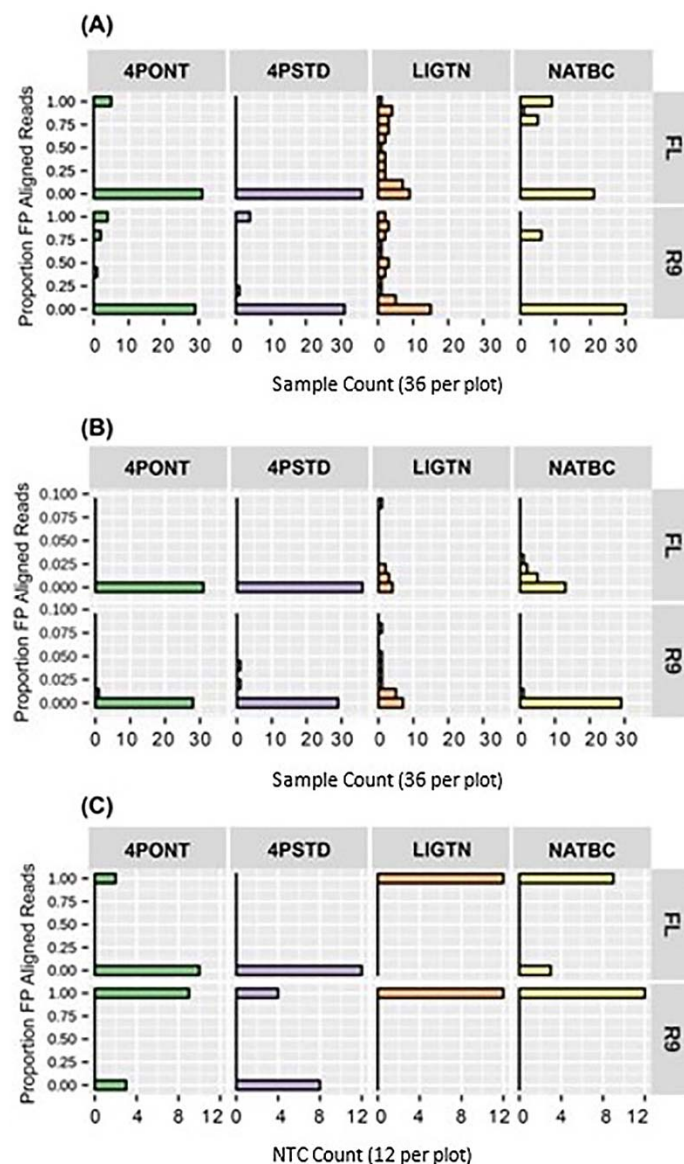 (A)
4PONT 4PSTD LIGTN NATBC
Proportion FP Aligned Reads
1.00
0.75
0.50
0.25
0.00
FL
1.00
0.75
0.50
0.25
0.00
R9
0 10 20 30 0 10 20 30 0 10 20 30 0 10 20 30
Sample Count (36 per plot)
(B)
4PONT 4PSTD LIGTN NATBC
Proportion FP Aligned Reads
0.100
0.075
0.050
0.025
0.000
FL
0.100
0.075
0.050
0.025
0.000
R9
0 10 20 30 0 10 20 30 0 10 20 30 0 10 20 30
Sample Count (36 per plot)
(C)
4PONT 4PSTD LIGTN NATBC
Proportion FP Aligned Reads
1.00
0.75
0.50
0.25
0.00
FL
1.00
0.75
0.50
0.25
0.00
R9
0 4 8 12 0 4 8 12 0 4 8 12 0 4 8 12
NTC Count (12 per plot)